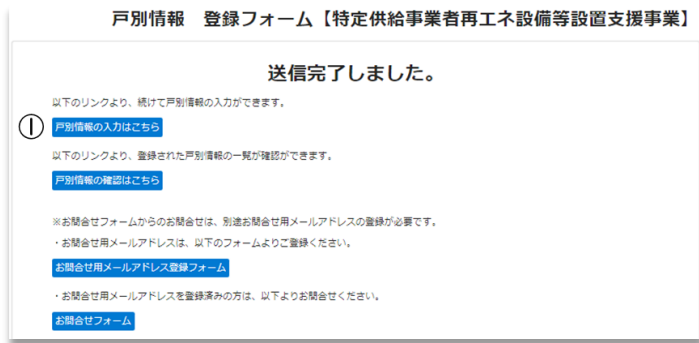 戸別情報　登録フォーム【特定供給事業者再エネ設備等設置支援事業】
送信完了しました。
以下のリンクより、続けて戸別情報の入力ができます。
① 戸別情報の入力はこちら
以下のリンクより、登録された戸別情報の一覧が確認ができます。
戸別情報の確認はこちら
※お問合せフォームからのお問合せは、別途お問合せ用メールアドレスの登録が必要です。
・お問合せ用メールアドレスは、以下のフォームよりご登録ください。
お問合せ用メールアドレス登録フォーム
・お問合せ用メールアドレスを登録済みの方は、以下よりお問合せください。
お問合せフォーム